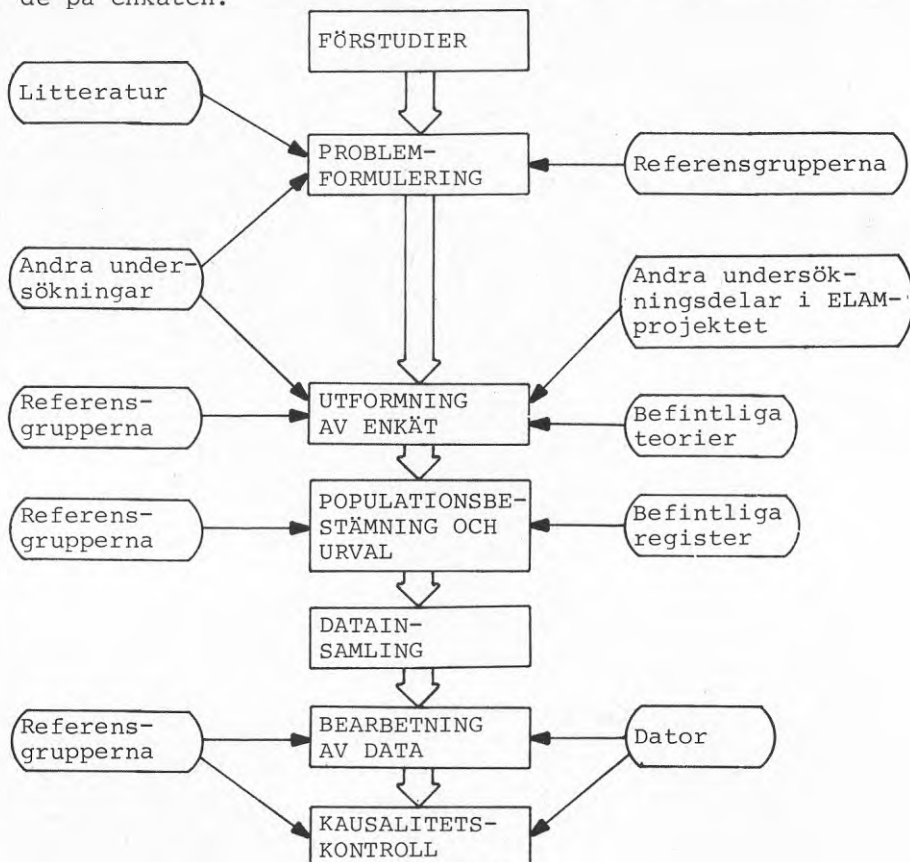 de på enkäten.
FÖRSTUDIER
Litteratur
PROBLEM-
FORMULERING
Referensgrupperna
Andra under-
sökningar
Andra undersök-
ningsdelar i ELAM-
projektet
Referens-
grupperna
UTFORMNING
AV ENKÄT
Befintliga
teorier
Referens-
grupperna
POPULATIONSBE-
STÄMNING OCH
URVAL
Befintliga
register
DATAIN-
SAMLING
Referens-
grupperna
BEARBETNING
AV DATA
Dator
KAUSALITETS-
KONTROLL